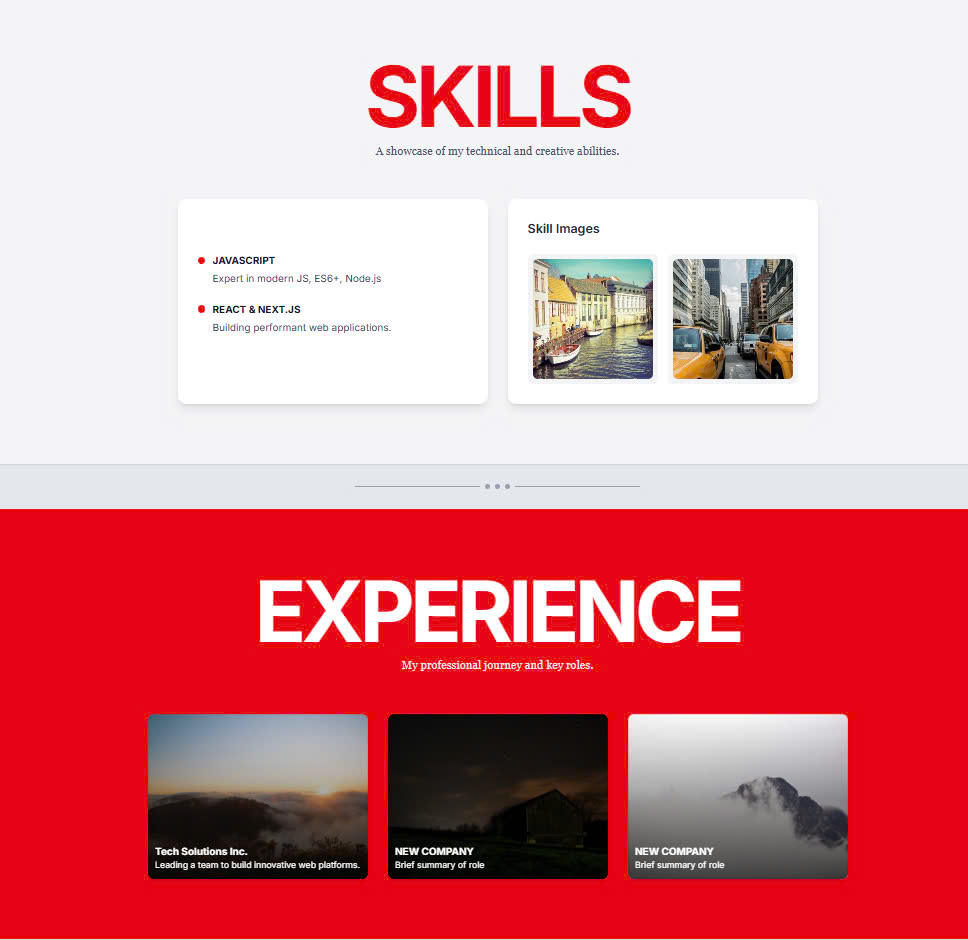 SKILLS
A showcase of my technical and creative abilities.
JAVASCRIPT
Expert in modern JS, ES6+, Node.js
REACT & NEXT.JS
Building performant web applications.
Skill Images
EXPERIENCE
My professional journey and key roles.
Tech Solutions Inc.
Leading a team to build innovative web platforms.
NEW COMPANY
Brief summary of role
NEW COMPANY
Brief summary of role